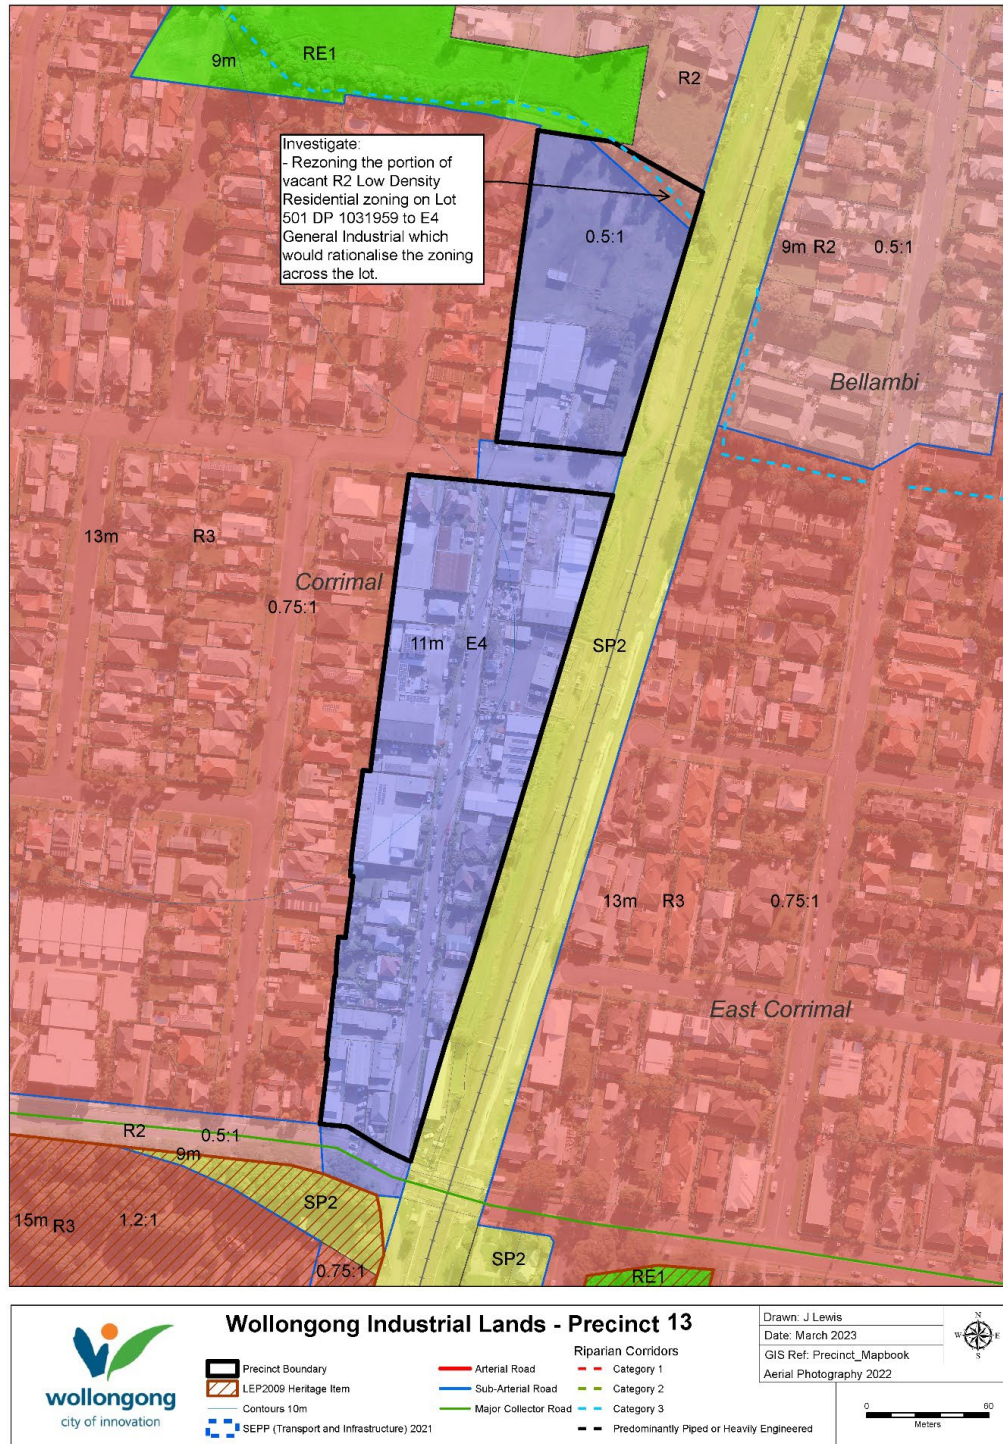 RE1
9m
R2
Investigate:
- Rezoning the portion of
vacant R2 Low Density
Residential zoning on Lot
501 DP 1031959 to E4
General Industrial which
would rationalise the zoning
across the lot.
0.5:1
9m R2 0.5:1
Bellambi
13m R3
Corrimal
0.75:1
11m E4
SP2
13m R3 0.75:1
East Corrimal
R2 0.5:1
9m
SP2
15m R3 1.2:1
SP2
0.75:1
RE1
Wollongong Industrial Lands - Precinct 13
wollongong
city of innovation
Precinct Boundary
LEP2009 Heritage Item
Contours 10m
SEPP (Transport and Infrastructure) 2021
Arterial Road
Sub-Arterial Road
Major Collector Road
Riparian Corridors
Category 1
Category 2
Category 3
Predominantly Piped or Heavily Engineered
Drawn: J Lewis
Date: March 2023
GIS Ref: Precinct_Mapbook
Aerial Photography 2022
N
W E
S
0 60
Meters